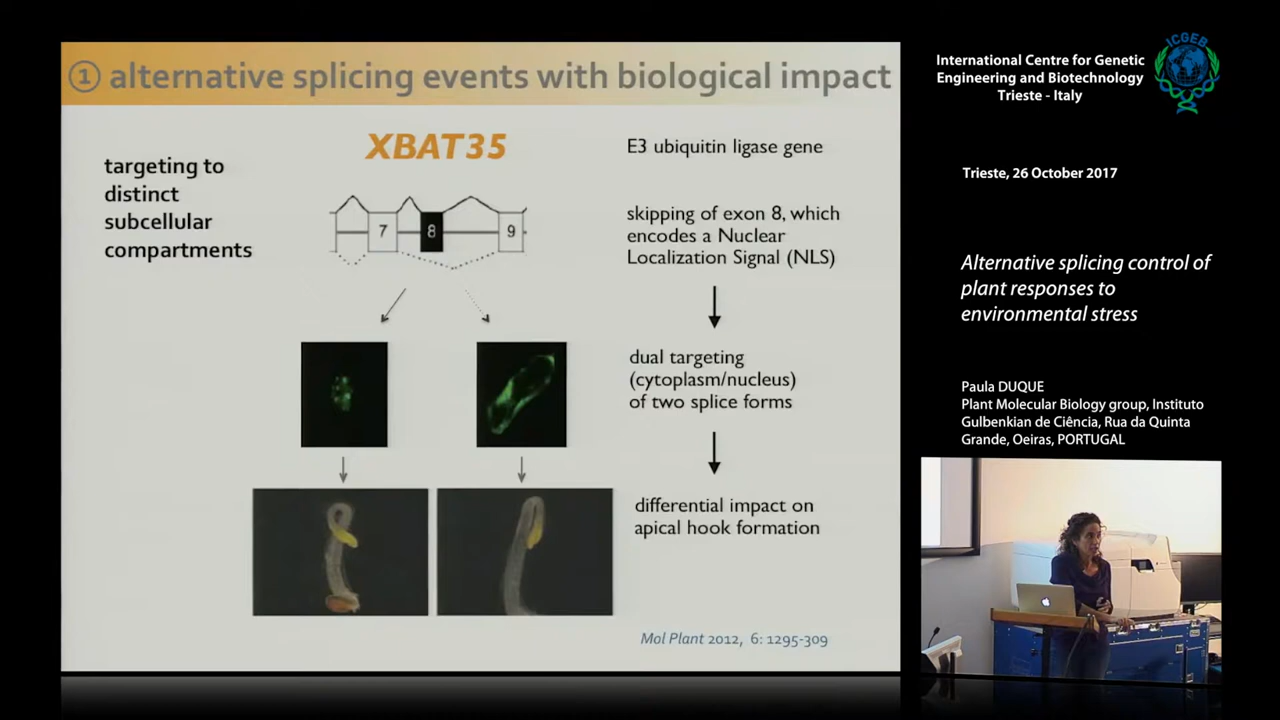 ① alternative splicing events with biological impact
targeting to
distinct
subcellular
compartments
XBAT35
7
8
9
E3 ubiquitin ligase gene
skipping of exon 8, which
encodes a Nuclear
Localization Signal (NLS)
dual targeting
(cytoplasm/nucleus)
of two splice forms
differential impact on
apical hook formation
Mol Plant 2012, 6: 1295-309
International Centre for Genetic
Engineering and Biotechnology
Trieste - Italy
ICGEB
Trieste, 26 October 2017
Alternative splicing control of
plant responses to
environmental stress
Paula DUQUE
Plant Molecular Biology group, Instituto
Gulbenkian de Ciência, Rua da Quinta
Grande, Oeiras, PORTUGAL